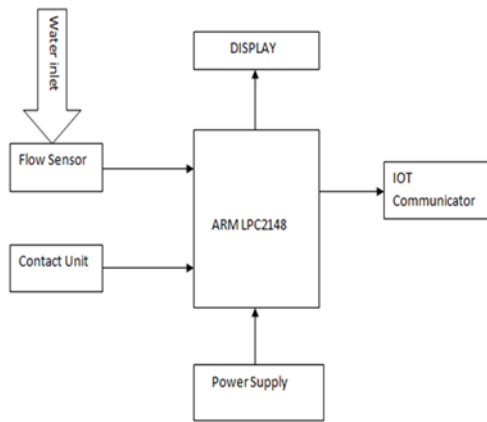 Water inlet
DISPLAY
Flow Sensor
ARM LPC2148
IOT
Communicator
Contact Unit
Power Supply